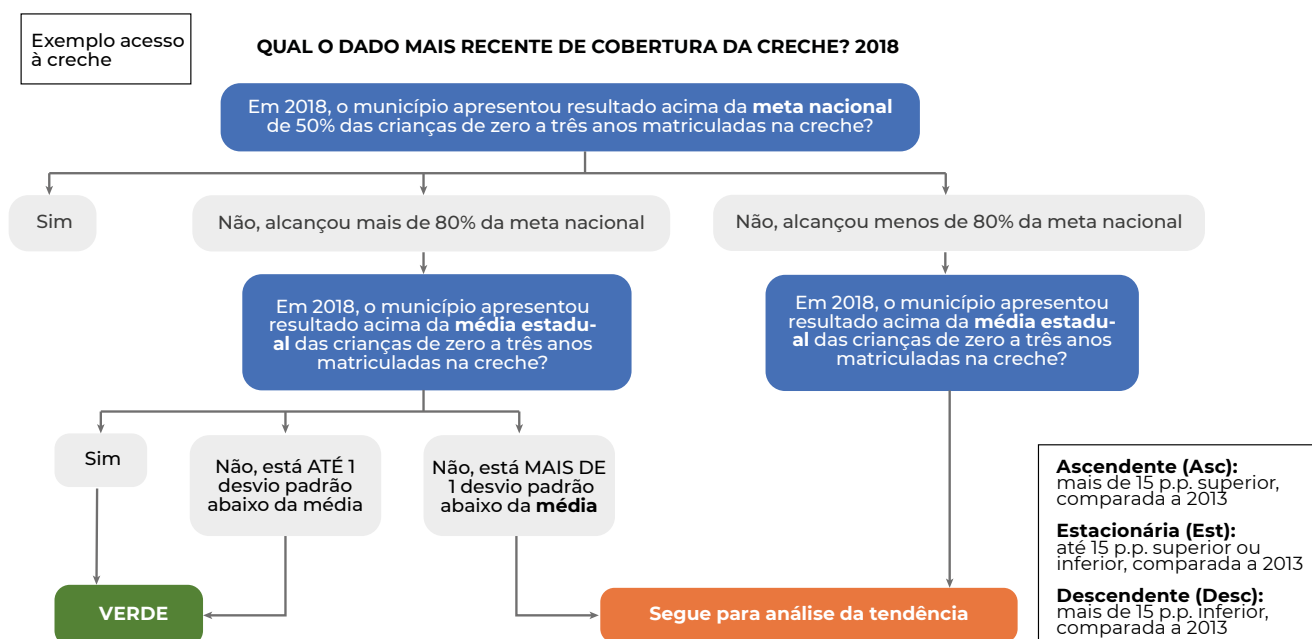 Exemplo acesso
à creche
QUAL O DADO MAIS RECENTE DE COBERTURA DA CRECHE? 2018
Em 2018, o município apresentou resultado acima da meta nacional
de 50% das crianças de zero a três anos matriculadas na creche?
Sim
Não, alcançou mais de 80% da meta nacional
Não, alcançou menos de 80% da meta nacional
Em 2018, o município apresentou
resultado acima da média estadu-
al das crianças de zero a três anos
matriculadas na creche?
Em 2018, o município apresentou
resultado acima da média estadu-
al das crianças de zero a três anos
matriculadas na creche?
Sim
Não, está ATÉ 1
desvio padrão
abaixo da média
Não, está MAIS DE
1 desvio padrão
abaixo da média
VERDE
Segue para análise da tendência
Ascendente (Asc):
mais de 15 p.p. superior,
comparada a 2013
Estacionária (Est):
até 15 p.p. superior ou
inferior, comparada a 2013
Descendente (Desc):
mais de 15 p.p. inferior,
comparada a 2013